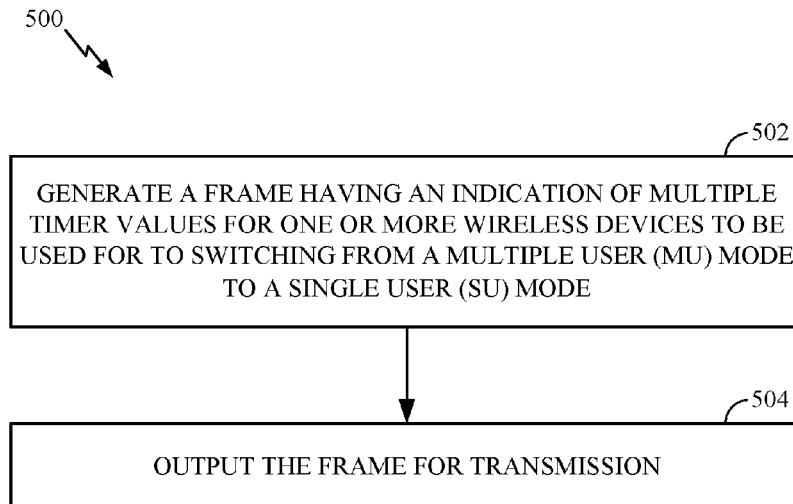 500
502
GENERATE A FRAME HAVING AN INDICATION OF MULTIPLE
TIMER VALUES FOR ONE OR MORE WIRELESS DEVICES TO BE
USED FOR TO SWITCHING FROM A MULTIPLE USER (MU) MODE
TO A SINGLE USER (SU) MODE
504
OUTPUT THE FRAME FOR TRANSMISSION